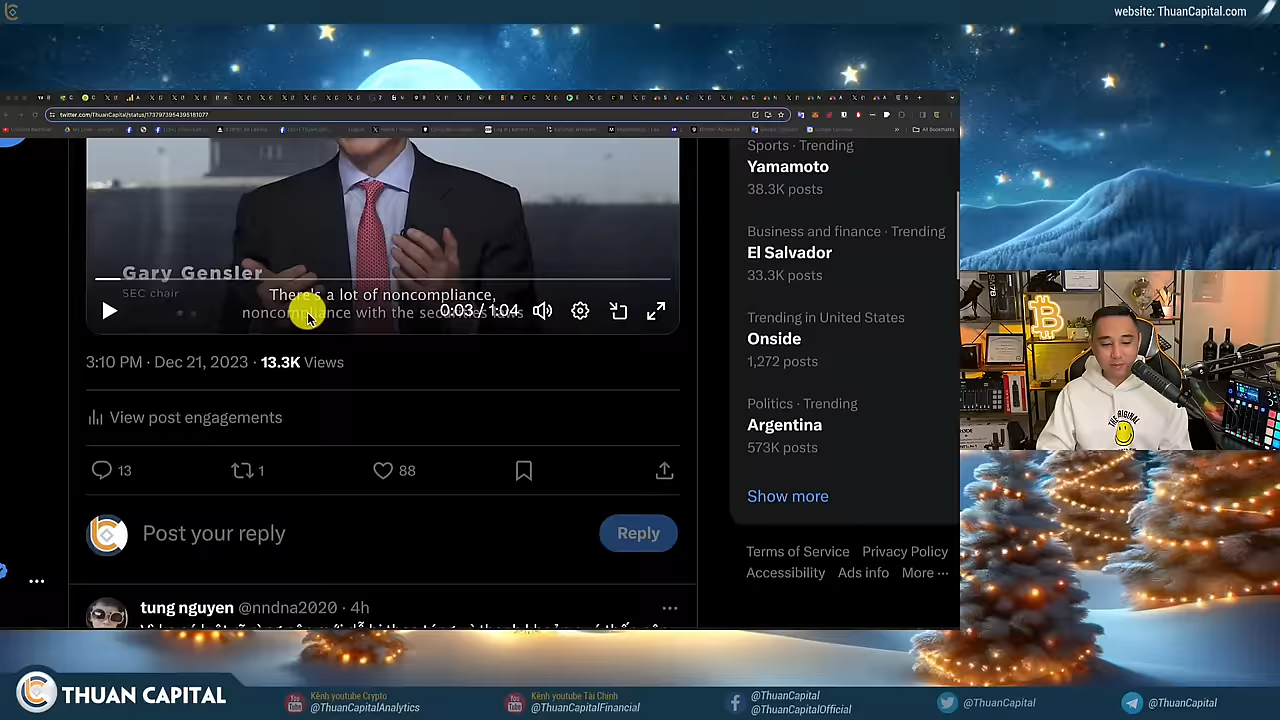 website: ThuanCapital.com
twitter.com/ThuanCapital/status/1737973954395181077
All Bookmarks
Gary Gensler
SEC chair
There's a lot of noncompliance,
noncompliance with the
0:03 / 1:04
3:10 PM · Dec 21, 2023 · 13.3K Views
View post engagements
13
1
88
Post your reply
Reply
tung nguyen @nndna2020 · 4h
Sports · Trending
Yamamoto
38.3K posts
Business and finance · Trending
El Salvador
33.3K posts
Trending in United States
Onside
1,272 posts
Politics · Trending
Argentina
573K posts
Show more
Terms of Service Privacy Policy
Accessibility Ads info More ···
THE ORIGINAL
THUAN CAPITAL
Kênh youtube Crypto
@ThuanCapitalAnalytics
Kênh youtube Tài Chính
@ThuanCapitalFinancial
@ThuanCapital
@ThuanCapitalOfficial
@ThuanCapital
@ThuanCapital